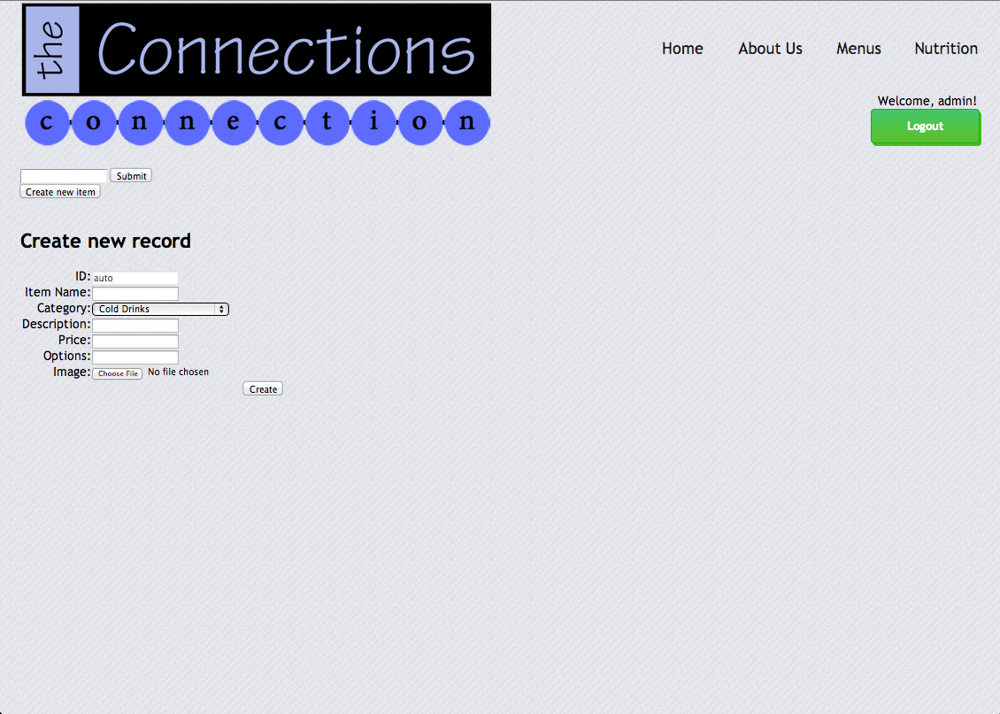 the Connections
connection
Home About Us Menus Nutrition
Welcome, admin!
Logout
Submit
Create new item
Create new record
ID: auto
Item Name:
Category: Cold Drinks
Description:
Price:
Options:
Image: Choose File No file chosen
Create